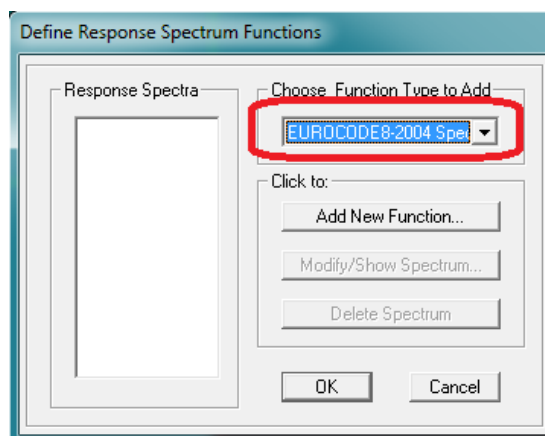 Define Response Spectrum Functions
Response Spectra
Choose Function Type to Add
EUROCODE8-2004
Click to:
Add New Function...
Modify/Show Spectrum...
Delete Spectrum
OK
Cancel